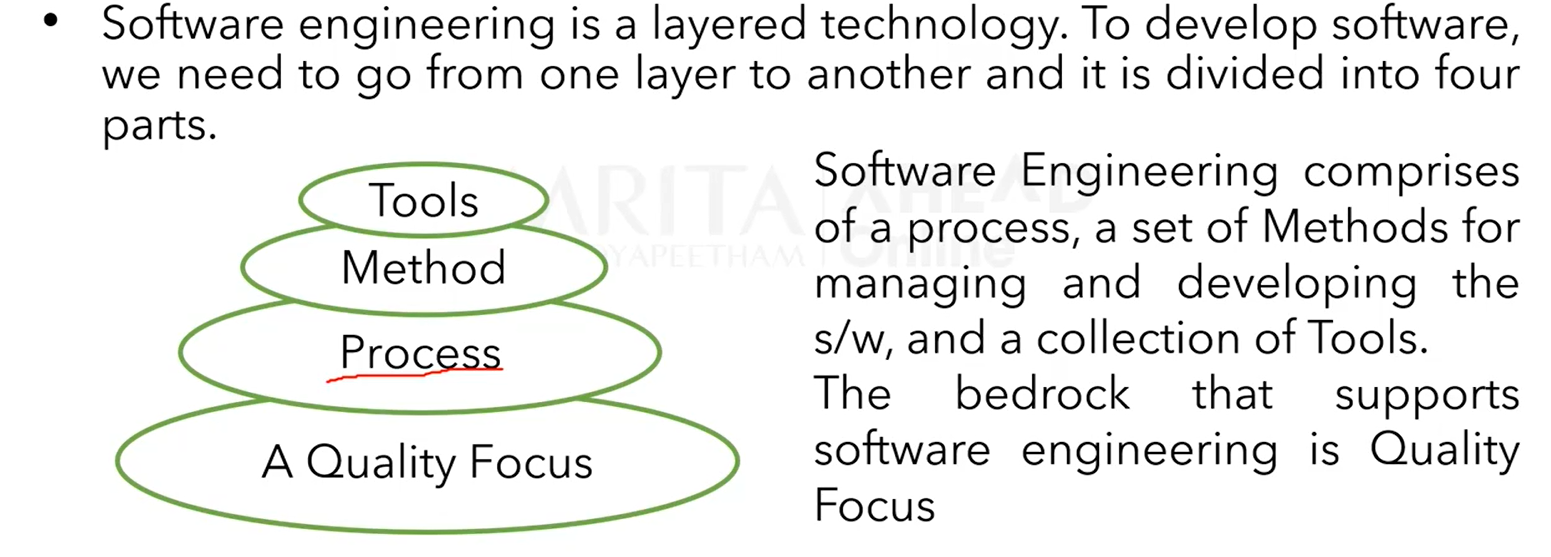 • Software engineering is a layered technology. To develop software,
we need to go from one layer to another and it is divided into four
parts.
Tools
Method
Process
A Quality Focus
Software Engineering comprises
of a process, a set of Methods for
managing and developing the
s/w, and a collection of Tools.
The bedrock that supports
software engineering is Quality
Focus
ARITA AHEAD
YAPEETHAM Online